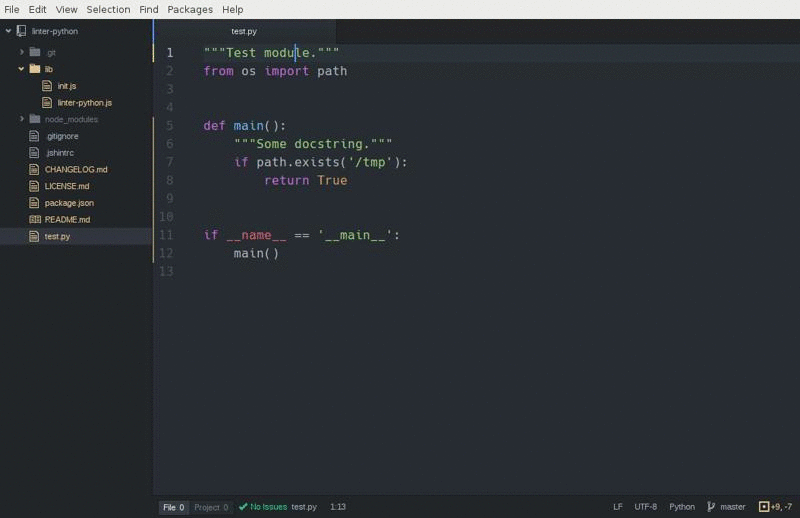 File Edit View Selection Find Packages Help
linter-python
.git
lib
init.js
linter-python.js
node_modules
.gitignore
.jshintrc
CHANGELOG.md
LICENSE.md
package.json
README.md
test.py
test.py
1 """Test module."""
2 from os import path
3
4
5 def main():
6 """Some docstring."""
7 if path.exists('/tmp'):
8 return True
9
10
11 if __name__ == '__main__':
12 main()
13
File 0 Project 0 No Issues test.py 1:13 LF UTF-8 Python master +9, -7